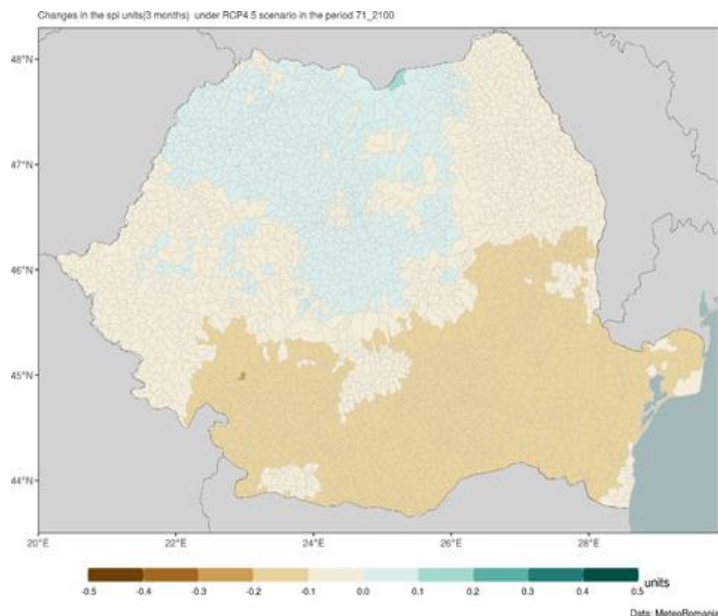 Changes in the spi units(3 months) under RCP4.5 scenario in the period 71_2100
48°N
47°N
46°N
45°N
44°N
20°E 22°E 24°E 26°E 28°E
-0.5 -0.4 -0.3 -0.2 -0.1 0.0 0.1 0.2 0.3 0.4 0.5 units
Data: MeteoRomania